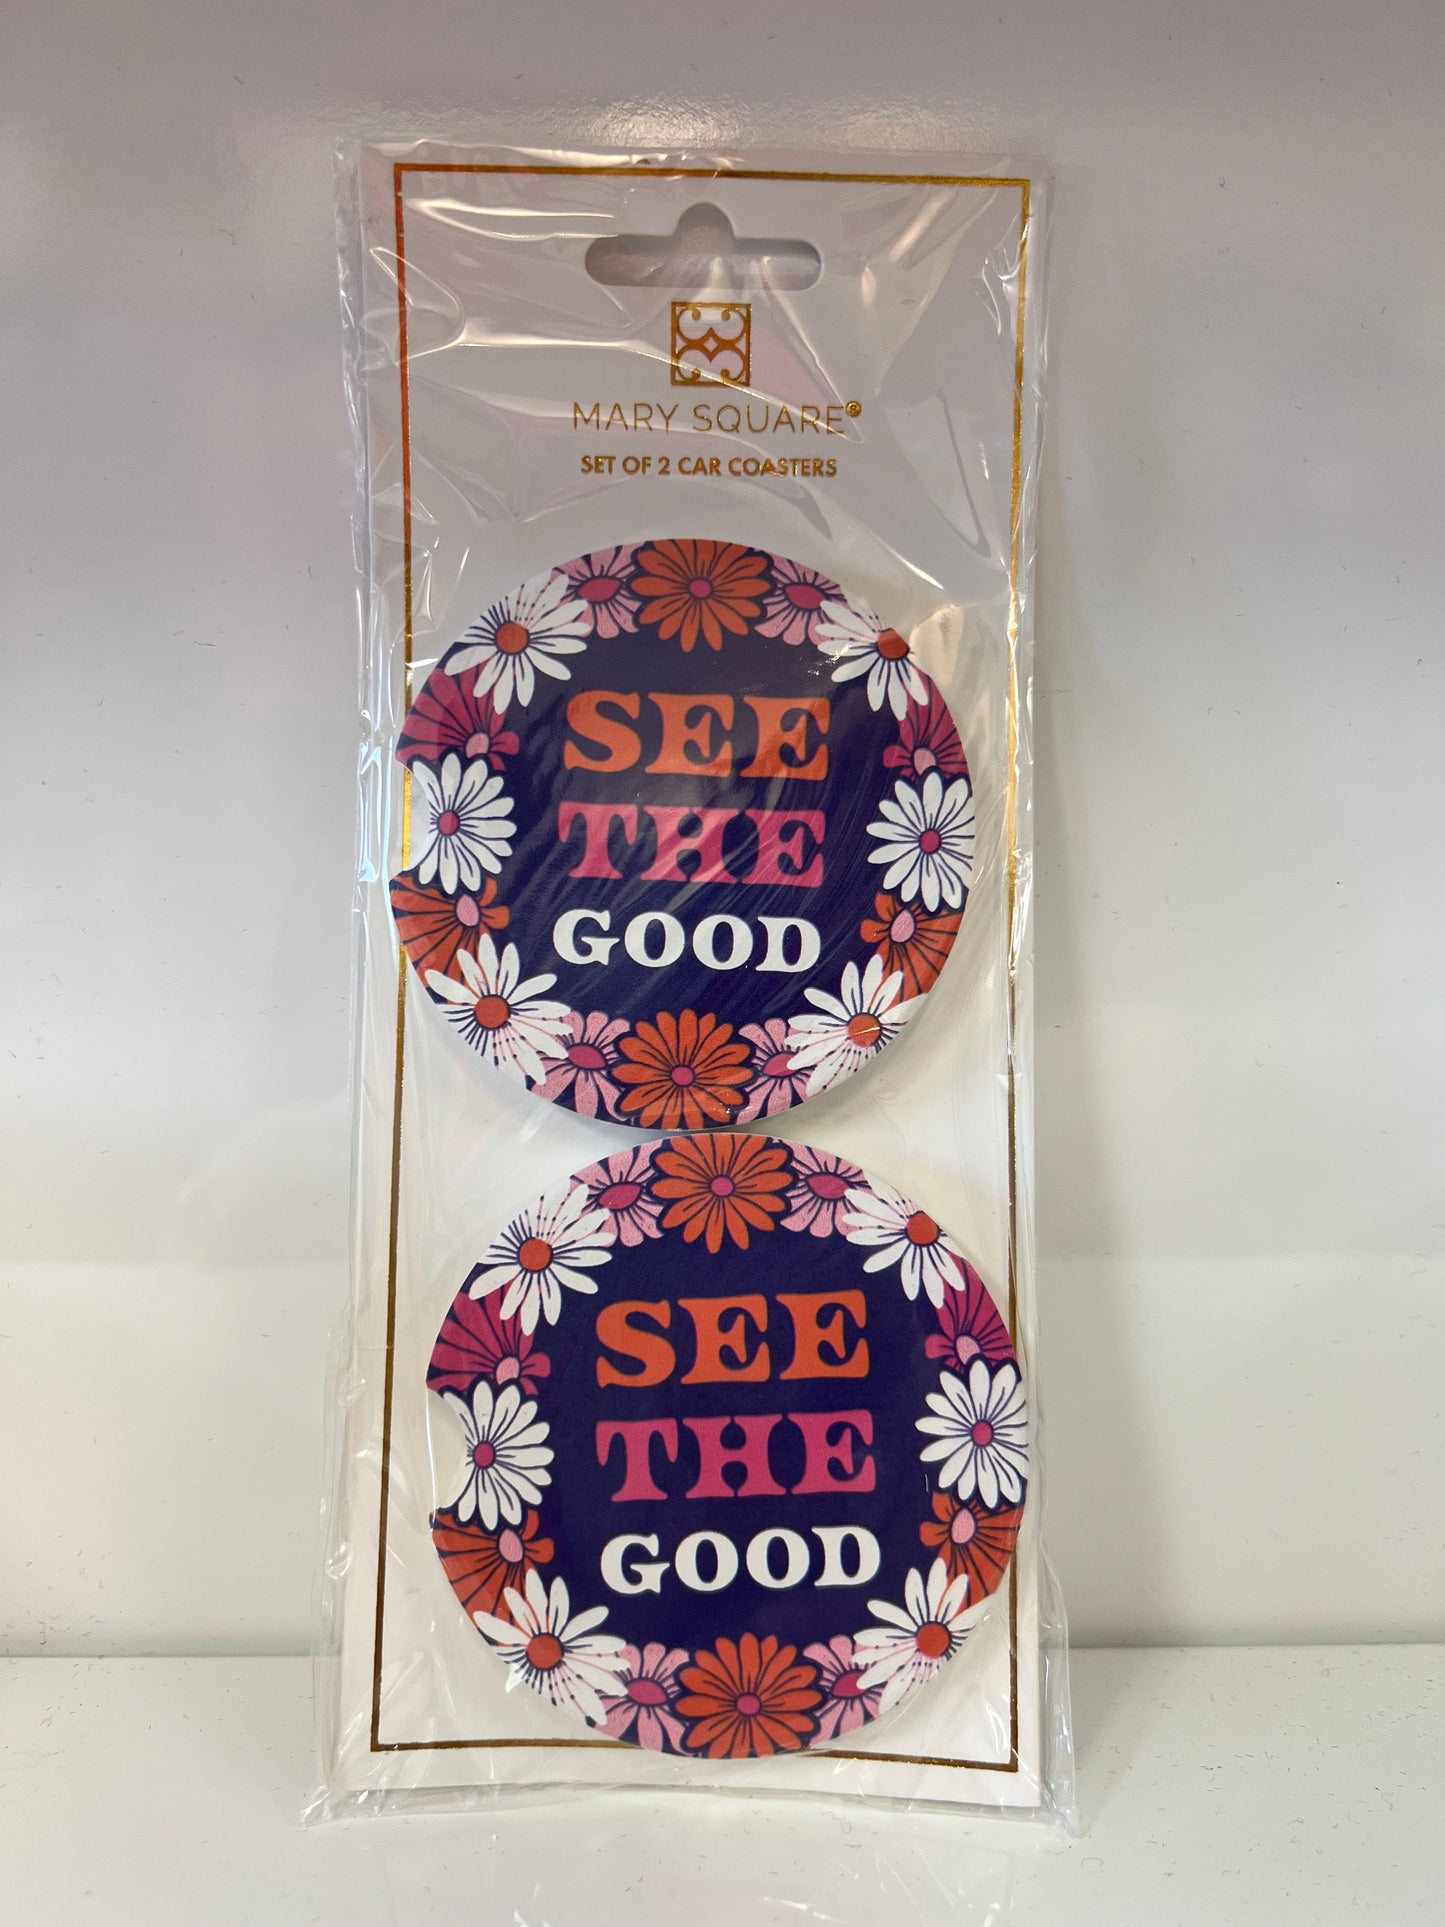 MARY SQUARE®
SET OF 2 CAR COASTERS
SEE
THE
GOOD
SEE
THE
GOOD